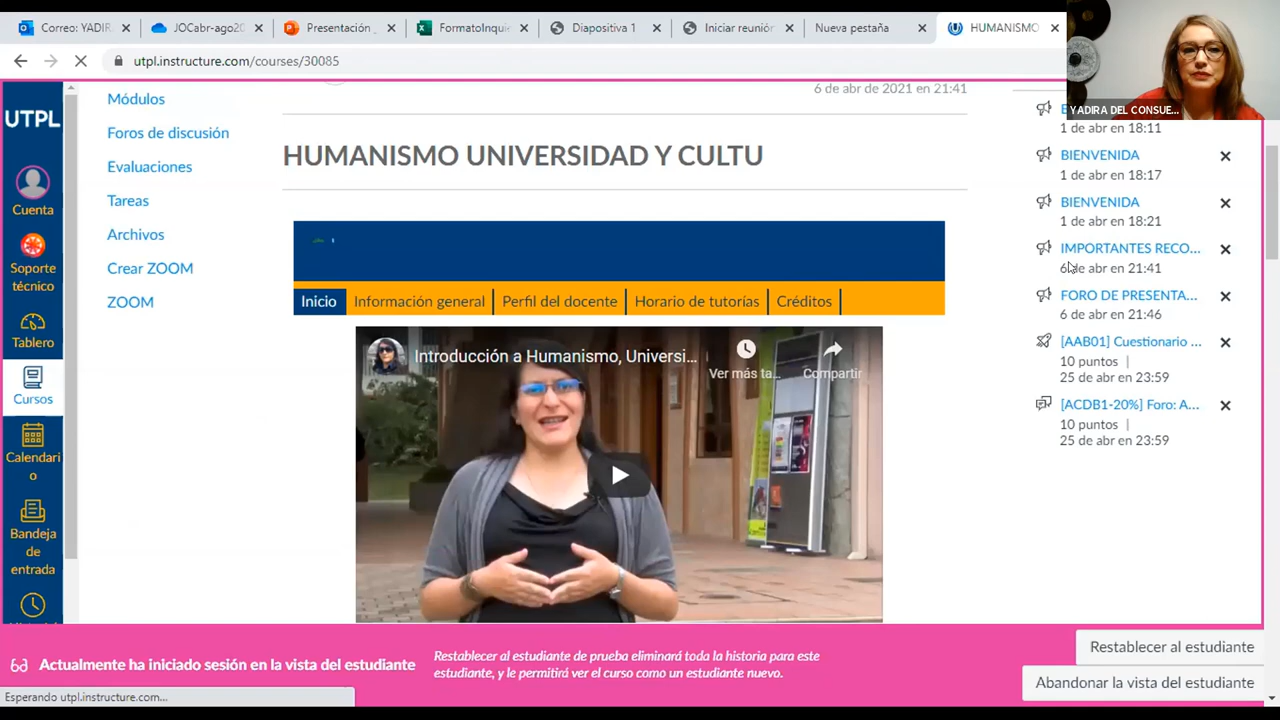 Correo: YADIR.
JOCabr-ago20
Presentación_
FormatoInqui
Diapositiva 1
Iniciar reunión
Nueva pestaña
HUMANISMO
utpl.instructure.com/courses/30085
YADIRA DEL CONSUE...
UTPL
Cuenta
Soporte
técnico
Tablero
Cursos
Calendari
o
Bandeja
de
entrada
Módulos
Foros de discusión
Evaluaciones
Tareas
Archivos
Crear ZOOM
ZOOM
6 de abr de 2021 en 21:41
HUMANISMO UNIVERSIDAD Y CULTU
Inicio
Información general
Perfil del docente
Horario de tutorías
Créditos
Introducción a Humanismo, Universi...
Ver más ta...
Compartir
1 de abr en 18:11
BIENVENIDA
1 de abr en 18:17
BIENVENIDA
1 de abr en 18:21
IMPORTANTES RECO...
6 de abr en 21:41
FORO DE PRESENTA...
6 de abr en 21:46
[AAB01] Cuestionario ...
10 puntos |
25 de abr en 23:59
[ACDB1-20%] Foro: A...
10 puntos |
25 de abr en 23:59
Actualmente ha iniciado sesión en la vista del estudiante
Restablecer al estudiante de prueba eliminará toda la historia para este
estudiante, y le permitirá ver el curso como un estudiante nuevo.
Restablecer al estudiante
Abandonar la vista del estudiante
Esperando utpl.instructure.com...